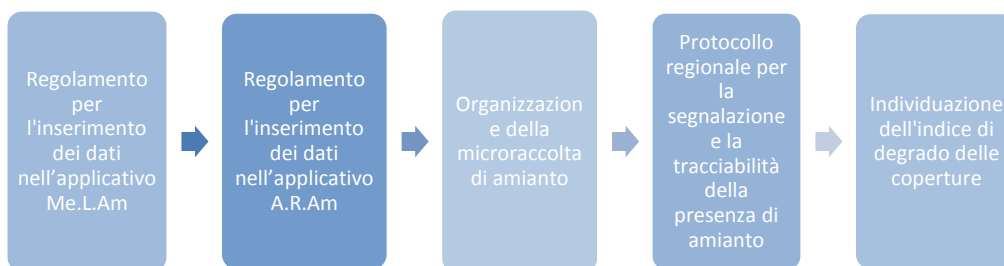 Regolamento
per
l'inserimento
dei dati
nell'applicativo
Me.L.Am
Regolamento
per
l'inserimento
dei dati
nell'applicativo
A.R.Am
Organizzazion
e della
microraccolta
di amianto
Protocollo
regionale per
la
segnalazione
e la
tracciabilità
della
presenza di
amianto
Individuazione
dell'indice di
degrado delle
coperture